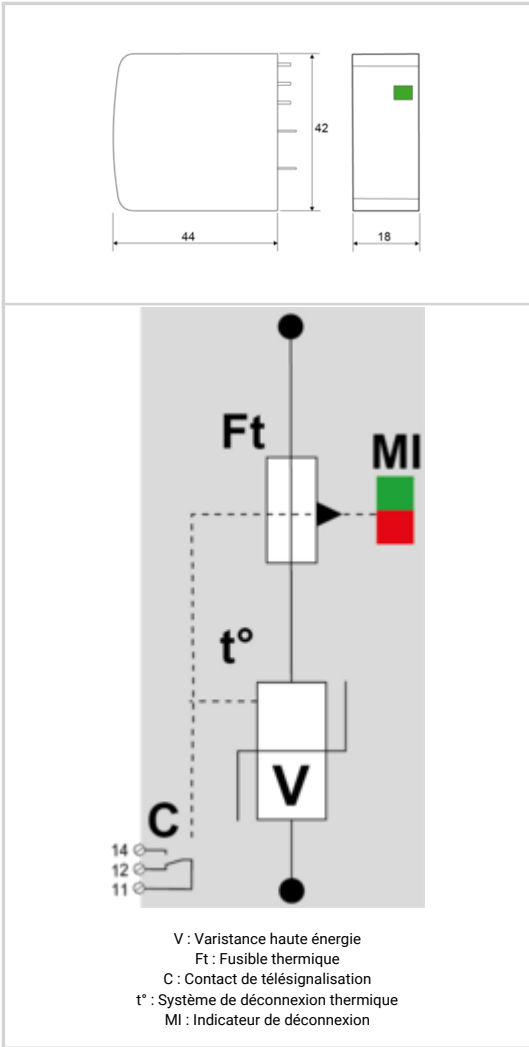 42
44
18
Ft
MI
t°
V
C
14
12
11
V : Varistance haute énergie
Ft : Fusible thermique
C : Contact de télésignalisation
t° : Système de déconnexion thermique
MI : Indicateur de déconnexion